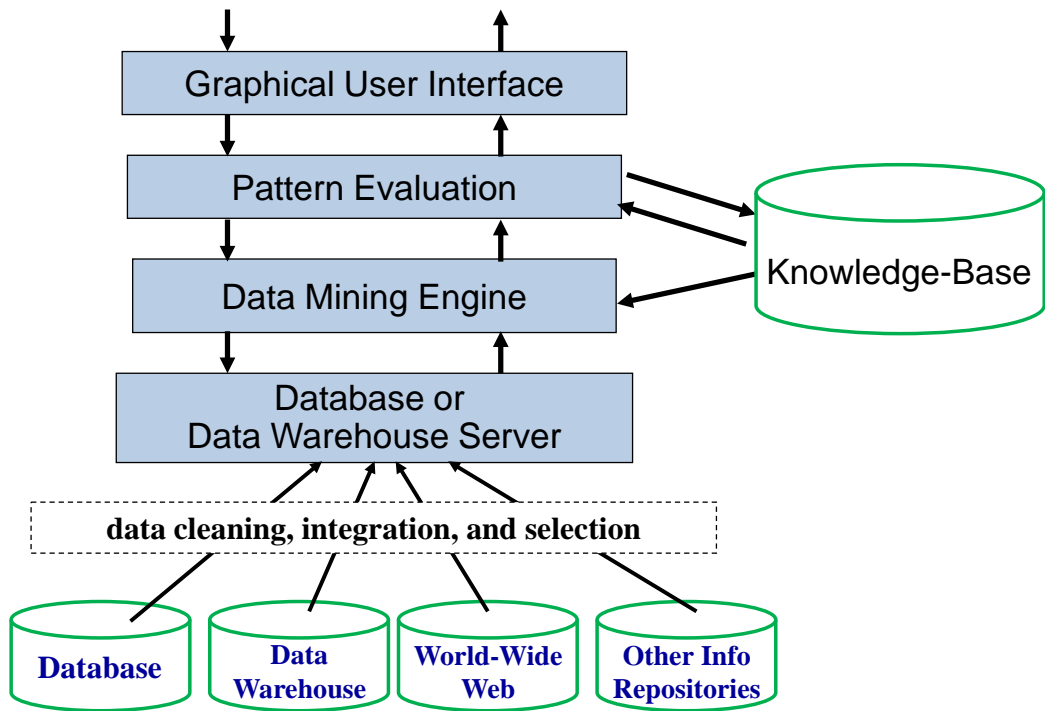 Graphical User Interface
Pattern Evaluation
Knowledge-Base
Data Mining Engine
Database or
Data Warehouse Server
data cleaning, integration, and selection
Database
Data
Warehouse
World-Wide
Web
Other Info
Repositories